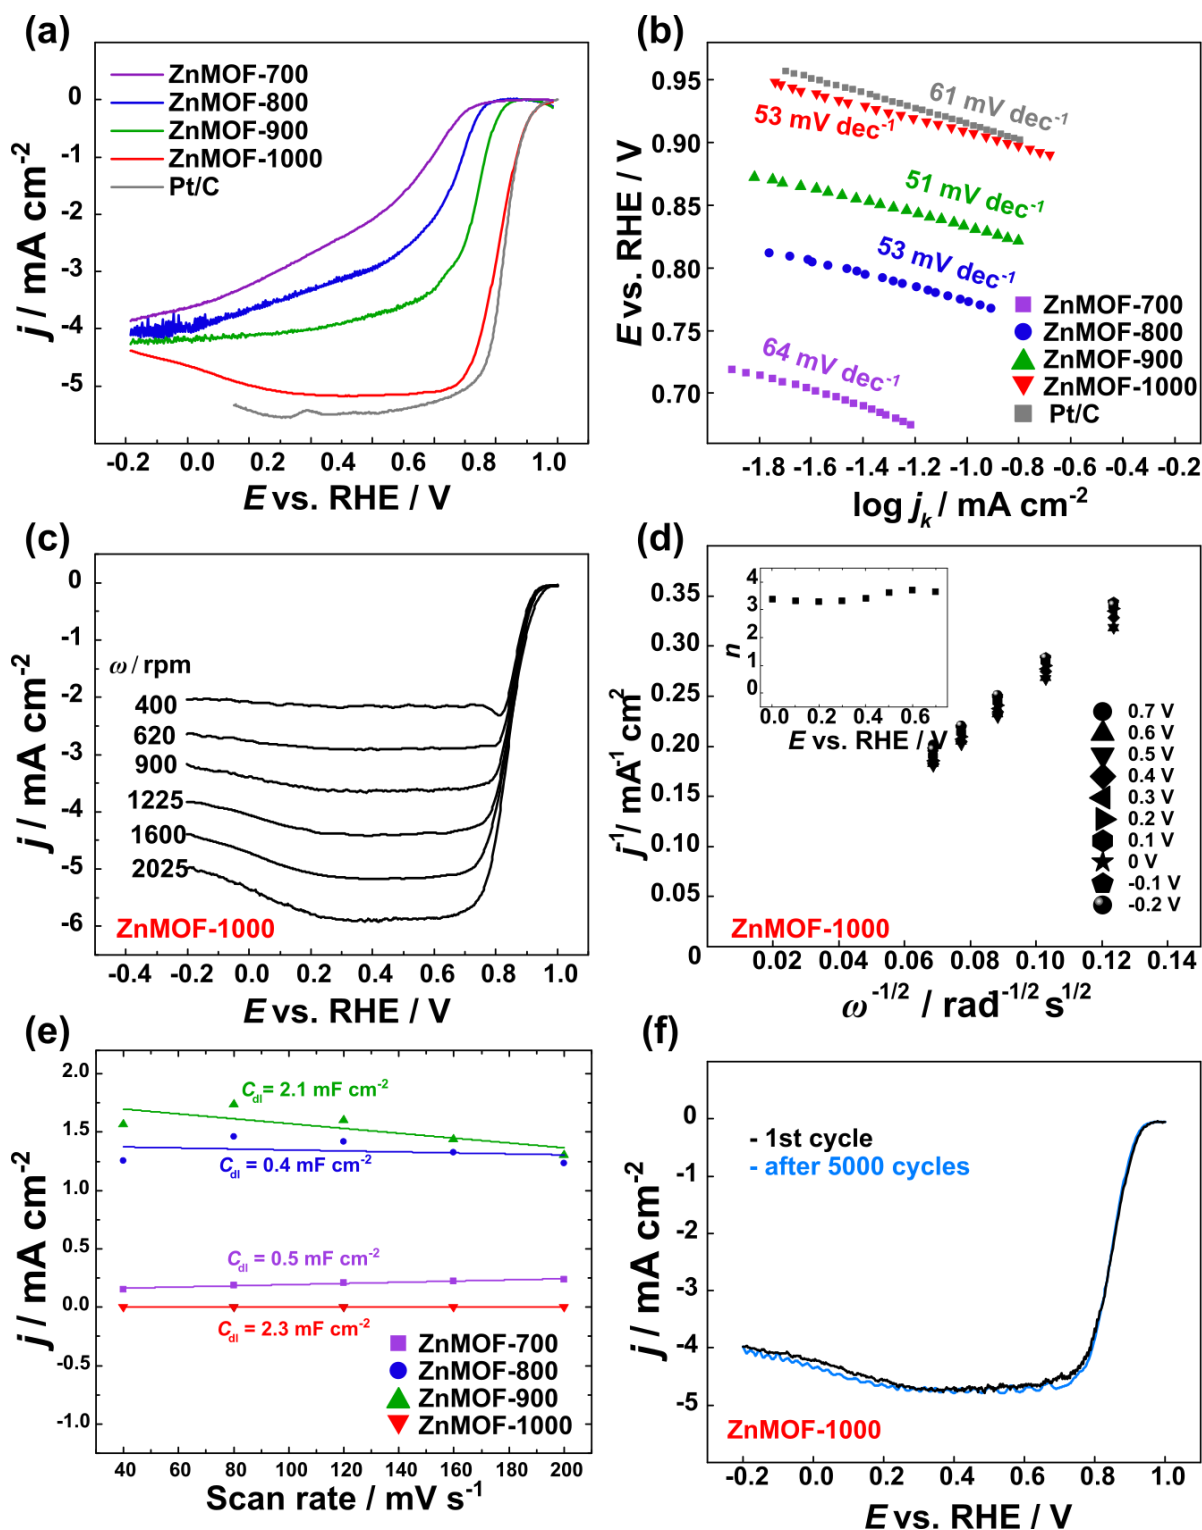 (a)
ZnMOF-700
ZnMOF-800
ZnMOF-900
ZnMOF-1000
Pt/C
0
-1
-2
-3
-4
-5
j / mA cm-2
-0.2 0.0 0.2 0.4 0.6 0.8 1.0
E vs. RHE / V
(b)
0.95
0.90
0.85
0.80
0.75
0.70
E vs. RHE / V
61 mV dec-1
53 mV dec-1
51 mV dec-1
53 mV dec-1
64 mV dec-1
ZnMOF-700
ZnMOF-800
ZnMOF-900
ZnMOF-1000
Pt/C
-1.8 -1.6 -1.4 -1.2 -1.0 -0.8 -0.6 -0.4 -0.2
log jk / mA cm-2
(c)
0
-1
-2
-3
-4
-5
-6
j / mA cm-2
ω / rpm
400
620
900
1225
1600
2025
ZnMOF-1000
-0.4 -0.2 0.0 0.2 0.4 0.6 0.8 1.0
E vs. RHE / V
(d)
0.35
0.30
0.25
0.20
0.15
0.10
0.05
0
j-1/ mA-1 cm2
4
3
2
1
0
n
0.0 0.2 0.4 0.6
E vs. RHE / V
0.7 V
0.6 V
0.5 V
0.4 V
0.3 V
0.2 V
0.1 V
0 V
-0.1 V
-0.2 V
ZnMOF-1000
0.02 0.04 0.06 0.08 0.10 0.12 0.14
ω-1/2 / rad-1/2 s1/2
(e)
2.0
1.5
1.0
0.5
0.0
-0.5
-1.0
j / mA cm-2
Cdl = 2.1 mF cm-2
Cdl = 0.4 mF cm-2
Cdl = 0.5 mF cm-2
Cdl = 2.3 mF cm-2
ZnMOF-700
ZnMOF-800
ZnMOF-900
ZnMOF-1000
40 60 80 100 120 140 160 180 200
Scan rate / mV s-1
(f)
0
-1
-2
-3
-4
-5
j / mA cm-2
- 1st cycle
- after 5000 cycles
ZnMOF-1000
-0.2 0.0 0.2 0.4 0.6 0.8 1.0
E vs. RHE / V